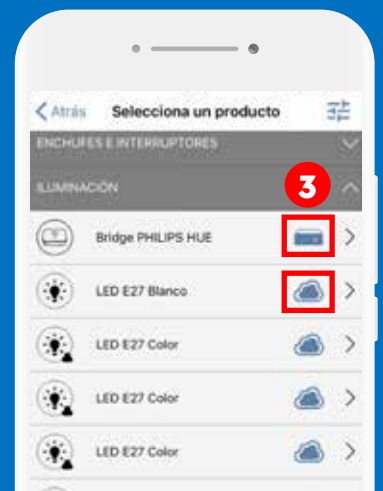 Atrás Selecciona un producto
ENCHUFES E INTERRUPTORES
ILUMINACIÓN
3
Bridge PHILIPS HUE
LED E27 Blanco
LED E27 Color
LED E27 Color
LED E27 Color